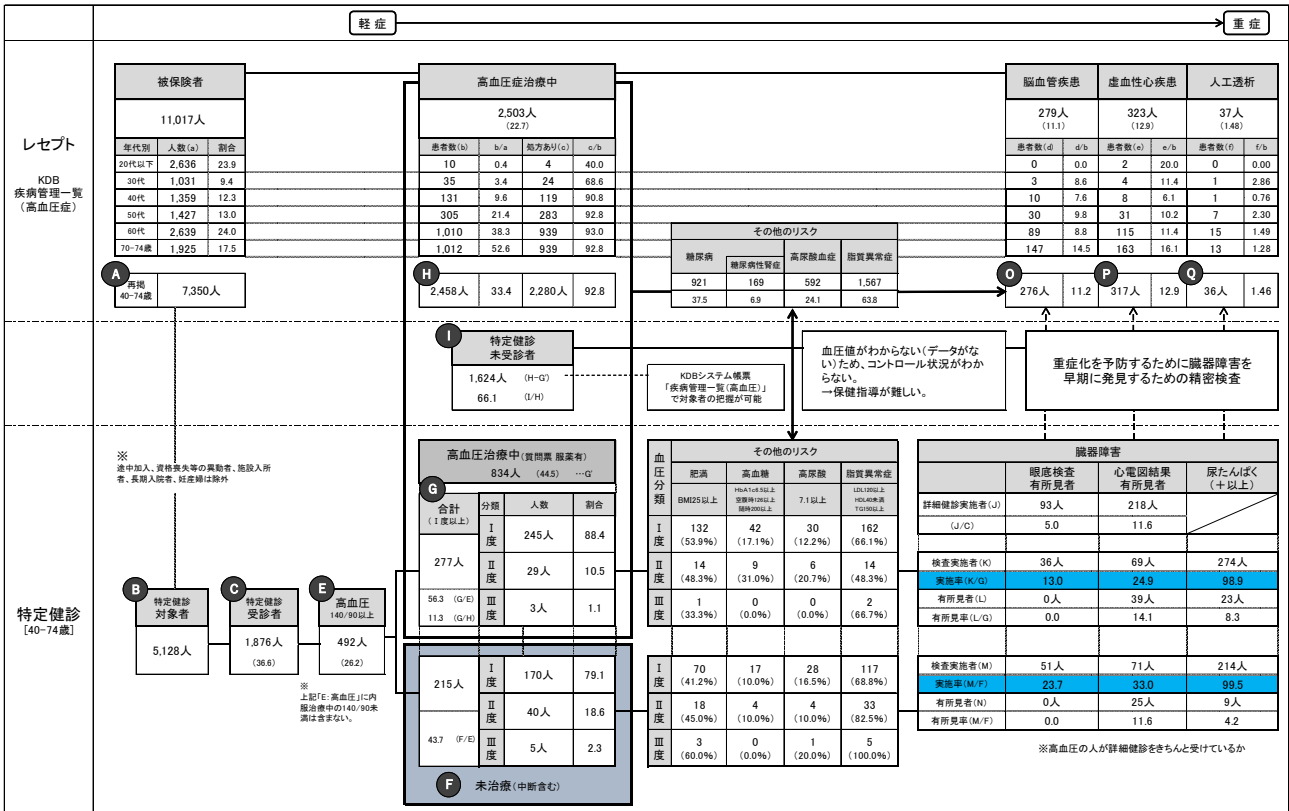 軽 症
重 症
レセプト
KDB
疾病管理一覧
(高血圧症)
被保険者
11,017人
年代別 人数(a) 割合
20代以下 2,636 23.9
30代 1,031 9.4
40代 1,359 12.3
50代 1,427 13.0
60代 2,639 24.0
70-74歳 1,925 17.5
A
再掲
40-74歳
7,350人
高血圧症治療中
2,503人
(22.7)
患者数(b) b/a 処方あり(c) c/b
10 0.4 4 40.0
35 3.4 24 68.6
131 9.6 119 90.8
305 21.4 283 92.8
1,010 38.3 939 93.0
1,012 52.6 939 92.8
H
2,458人 33.4 2,280人 92.8
その他のリスク
糖尿病 糖尿病性腎症 高尿酸血症 脂質異常症
921 169 592 1,567
37.5 6.9 24.1 63.8
脳血管疾患 虚血性心疾患 人工透析
279人 323人 37人
(11.1) (12.9) (1.48)
患者数(d) d/b 患者数(e) e/b 患者数(f) f/b
0 0.0 2 20.0 0 0.00
3 8.6 4 11.4 1 2.86
10 7.6 8 6.1 1 0.76
30 9.8 31 10.2 7 2.30
89 8.8 115 11.4 15 1.49
147 14.5 163 16.1 13 1.28
O P Q
276人 11.2 317人 12.9 36人 1.46
I
特定健診
未受診者
1,624人 (H-G')
66.1 (I/H)
KDBシステム帳票
「疾病管理一覧(高血圧)」
で対象者の把握が可能
血圧値がわからない(データがな
い)ため、コントロール状況がわか
らない。
→保健指導が難しい。
重症化を予防するために臓器障害を
早期に発見するための精密検査
特定健診
[40-74歳]
※
途中加入、資格喪失等の異動者、施設入所
者、長期入院者、妊産婦は除外
B
特定健診
対象者
5,128人
C
特定健診
受診者
1,876人
(36.6)
E
高血圧
140/90以上
492人
(26.2)
※
上記「E:高血圧」に内
服治療中の140/90未
満は含まない。
高血圧治療中(質問票 服薬有)
834人 (44.5) …G'
G
合計
(Ⅰ度以上)
分類 人数 割合
277人
56.3 (G/E)
11.3 (G/H)
Ⅰ度 245人 88.4
Ⅱ度 29人 10.5
Ⅲ度 3人 1.1
215人
43.7 (F/E)
Ⅰ度 170人 79.1
Ⅱ度 40人 18.6
Ⅲ度 5人 2.3
F
未治療(中断含む)
血圧分類
その他のリスク
肥満 高血糖 高尿酸 脂質異常症
BMI25以上
HbA1c6.5以上
空腹時126以上
随時200以上
7.1以上
LDL120以上
HDL40未満
TG150以上
Ⅰ度 132 42 30 162
(53.9%) (17.1%) (12.2%) (66.1%)
Ⅱ度 14 9 6 14
(48.3%) (31.0%) (20.7%) (48.3%)
Ⅲ度 1 0 0 2
(33.3%) (0.0%) (0.0%) (66.7%)
Ⅰ度 70 17 28 117
(41.2%) (10.0%) (16.5%) (68.8%)
Ⅱ度 18 4 4 33
(45.0%) (10.0%) (10.0%) (82.5%)
Ⅲ度 3 0 1 5
(60.0%) (0.0%) (20.0%) (100.0%)
臓器障害
眼底検査
有所見者
心電図結果
有所見者
尿たんぱく
(+以上)
詳細健診実施者(J) 93人 218人
(J/C) 5.0 11.6
検査実施者(K) 36人 69人 274人
実施率(K/G) 13.0 24.9 98.9
有所見者(L) 0人 39人 23人
有所見率(L/G) 0.0 14.1 8.3
検査実施者(M) 51人 71人 214人
実施率(M/F) 23.7 33.0 99.5
有所見者(N) 0人 25人 9人
有所見率(M/F) 0.0 11.6 4.2
※高血圧の人が詳細健診をきちんと受けているか